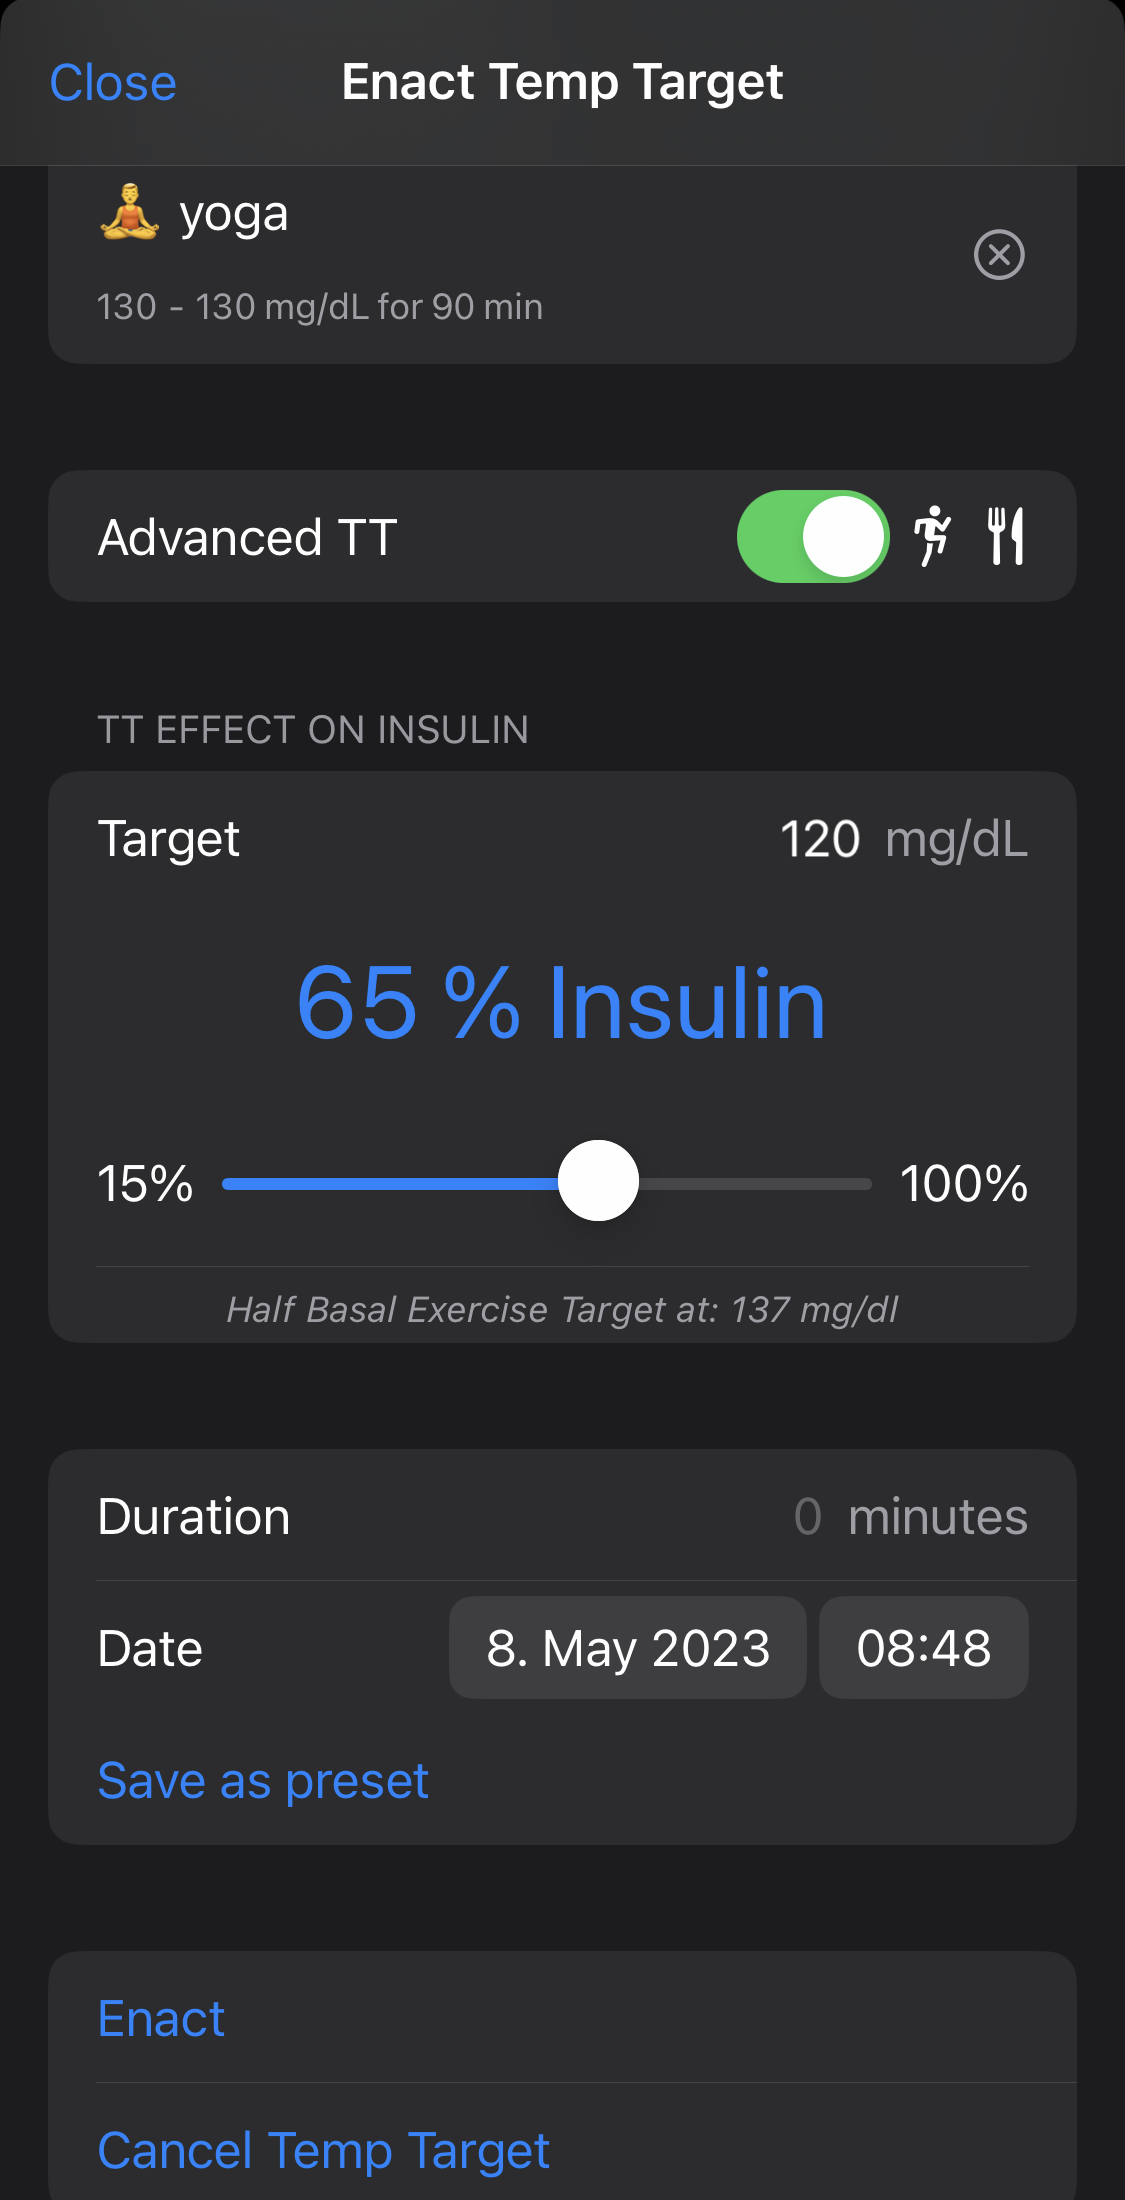 Close Enact Temp Target
yoga
130 - 130 mg/dL for 90 min
Advanced TT
TT EFFECT ON INSULIN
Target 120 mg/dL
65 % Insulin
15% 100%
Half Basal Exercise Target at: 137 mg/dl
Duration 0 minutes
Date 8. May 2023 08:48
Save as preset
Enact
Cancel Temp Target